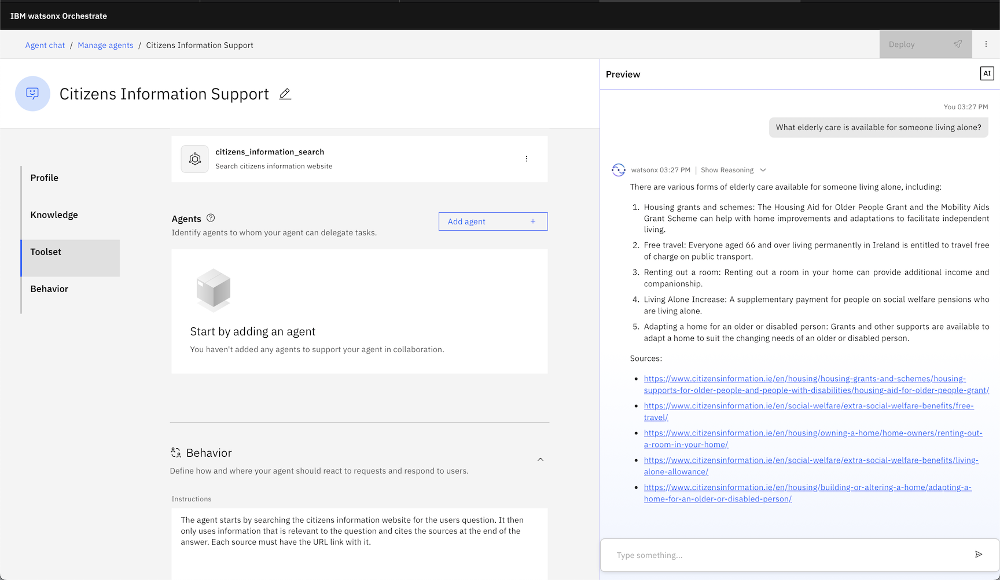 IBM watsonx Orchestrate
Agent chat / Manage agents / Citizens Information Support
Deploy
Citizens Information Support
Profile
Knowledge
Toolset
Behavior
citizens_information_search
Search citizens information website
Agents
Identify agents to whom your agent can delegate tasks.
Add agent +
Start by adding an agent
You haven't added any agents to support your agent in collaboration.
Behavior
Define how and where your agent should react to requests and respond to users.
Instructions
The agent starts by searching the citizens information website for the users question. It then
only uses information that is relevant to the question and cites the sources at the end of the
answer. Each source must have the URL link with it.
Preview
AI
You 03:27 PM
What elderly care is available for someone living alone?
watsonx 03:27 PM | Show Reasoning
There are various forms of elderly care available for someone living alone, including:
1. Housing grants and schemes: The Housing Aid for Older People Grant and the Mobility Aids
Grant Scheme can help with home improvements and adaptations to facilitate independent
living.
2. Free travel: Everyone aged 66 and over living permanently in Ireland is entitled to travel free
of charge on public transport.
3. Renting out a room: Renting out a room in your home can provide additional income and
companionship.
4. Living Alone Increase: A supplementary payment for people on social welfare pensions who
are living alone.
5. Adapting a home for an older or disabled person: Grants and other supports are available to
adapt a home to suit the changing needs of an older or disabled person.
Sources:
• https://www.citizensinformation.ie/en/housing/housing-grants-and-schemes/housing-
supports-for-older-people-and-people-with-disabilities/housing-aid-for-older-people-grant/
• https://www.citizensinformation.ie/en/social-welfare/extra-social-welfare-benefits/free-
travel/
• https://www.citizensinformation.ie/en/housing/owning-a-home/home-owners/renting-out-
a-room-in-your-home/
• https://www.citizensinformation.ie/en/social-welfare/extra-social-welfare-benefits/living-
alone-allowance/
• https://www.citizensinformation.ie/en/housing/building-or-altering-a-home/adapting-a-
home-for-an-older-or-disabled-person/
Type something...